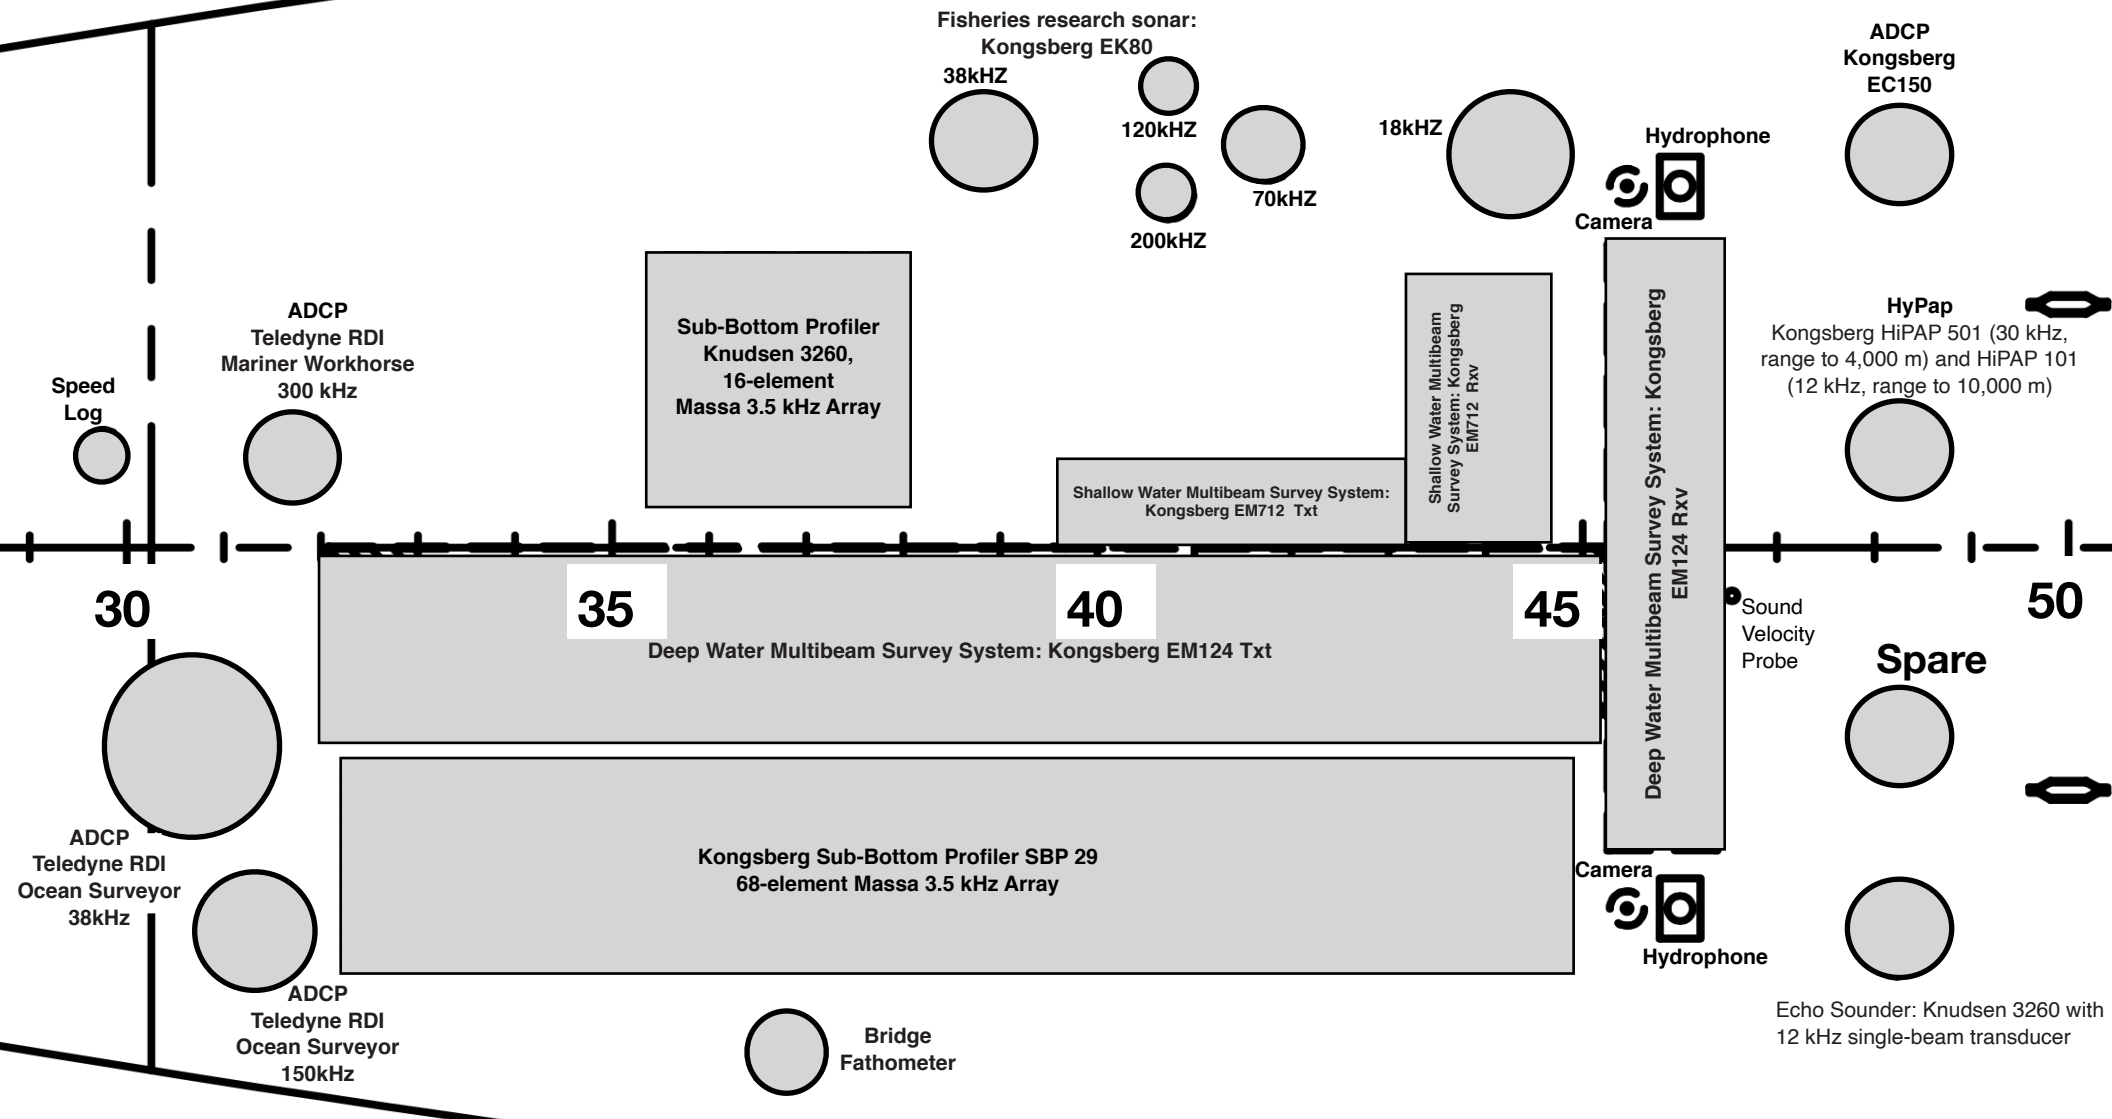 Fisheries research sonar:
Kongsberg EK80
38kHZ
120kHZ
200kHZ
70kHZ
18kHZ
Hydrophone
Camera
ADCP
Kongsberg
EC150
ADCP
Teledyne RDI
Mariner Workhorse
300 kHz
Speed
Log
Sub-Bottom Profiler
Knudsen 3260,
16-element
Massa 3.5 kHz Array
Shallow Water Multibeam Survey System:
Kongsberg EM712  Txt
Shallow Water Multibeam
Survey System: Kongsberg
EM712  Rxv
Deep Water Multibeam Survey System: Kongsberg
EM124 Rxv
HyPap
Kongsberg HiPAP 501 (30 kHz,
range to 4,000 m) and HiPAP 101
(12 kHz, range to 10,000 m)
30
35
40
45
50
Deep Water Multibeam Survey System: Kongsberg EM124 Txt
Sound
Velocity
Probe
Spare
ADCP
Teledyne RDI
Ocean Surveyor
38kHz
Kongsberg Sub-Bottom Profiler SBP 29
68-element Massa 3.5 kHz Array
Camera
Hydrophone
ADCP
Teledyne RDI
Ocean Surveyor
150kHz
Bridge
Fathometer
Echo Sounder: Knudsen 3260 with
12 kHz single-beam transducer